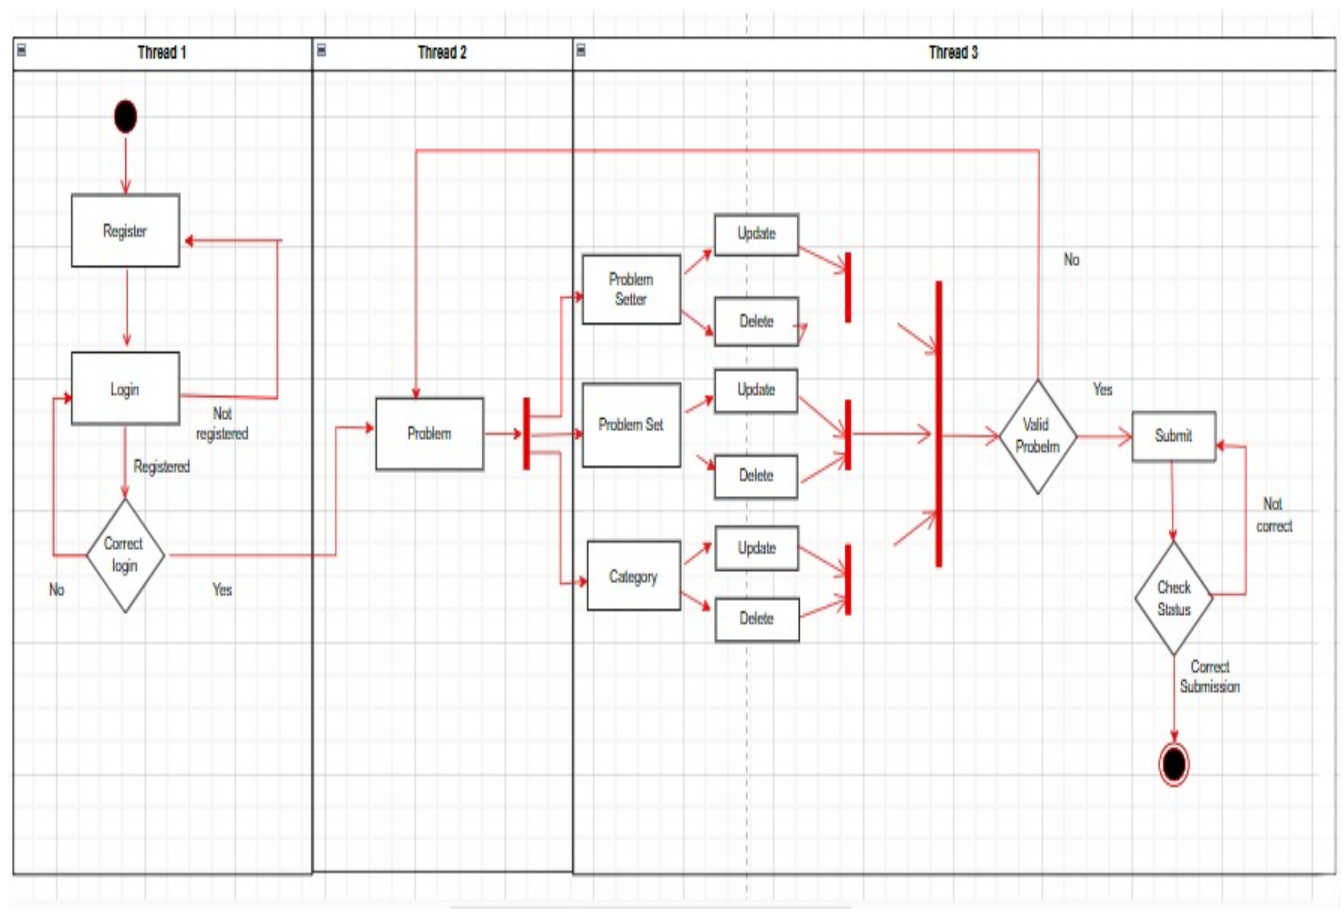 Thread 1
Thread 2
Thread 3
Register
Login
Not
registered
Registered
Correct
login
No
Yes
Problem
Problem
Setter
Update
Delete
Problem Set
Update
Delete
Category
Update
Delete
No
Valid
Probelm
Yes
Submit
Not
correct
Check
Status
Correct
Submission